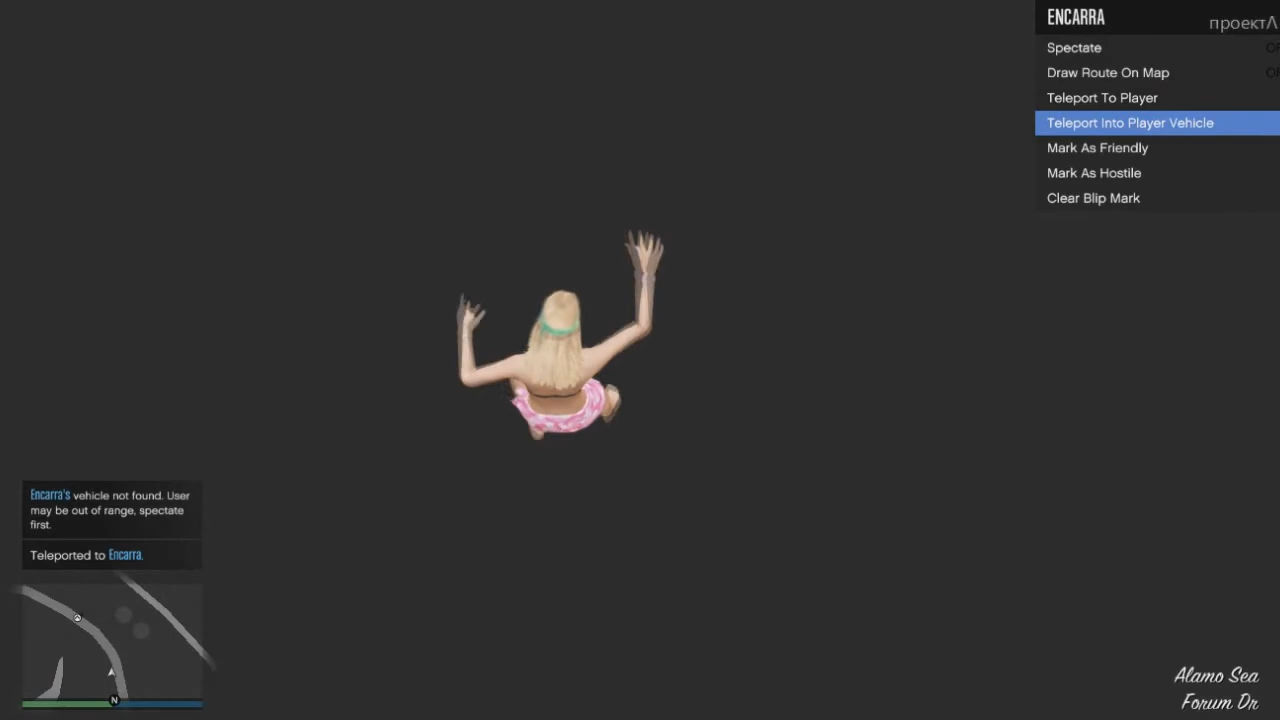 ENCARRA
проектΛ
Spectate
Draw Route On Map
Teleport To Player
Teleport Into Player Vehicle
Mark As Friendly
Mark As Hostile
Clear Blip Mark
Encarra's vehicle not found. User
may be out of range, spectate
first.
Teleported to Encarra.
N
Alamo Sea
Forum Dr